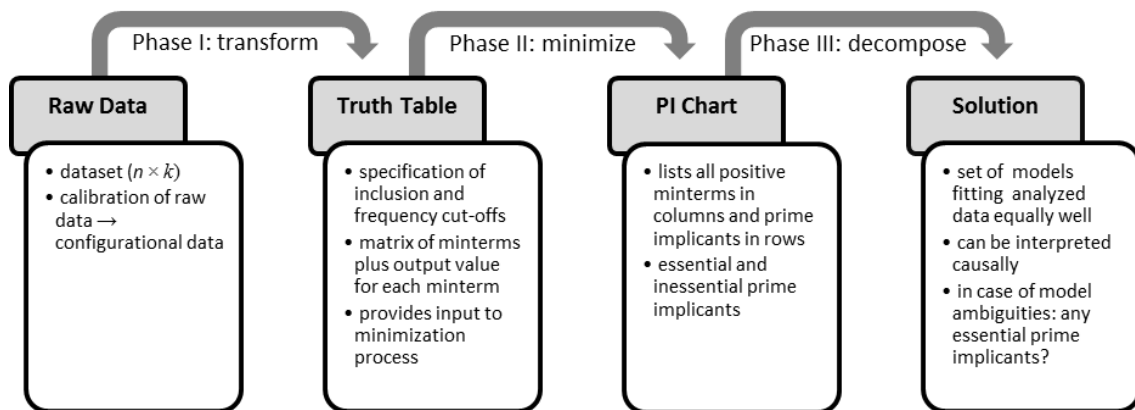 Phase I: transform
Phase II: minimize
Phase III: decompose
Raw Data
• dataset (n × k)
• calibration of raw
data →
configurational data
Truth Table
• specification of
inclusion and
frequency cut-offs
• matrix of minterms
plus output value
for each minterm
• provides input to
minimization
process
PI Chart
• lists all positive
minterms in
columns and prime
implicants in rows
• essential and
inessential prime
implicants
Solution
• set of models
fitting analyzed
data equally well
• can be interpreted
causally
• in case of model
ambiguities: any
essential prime
implicants?